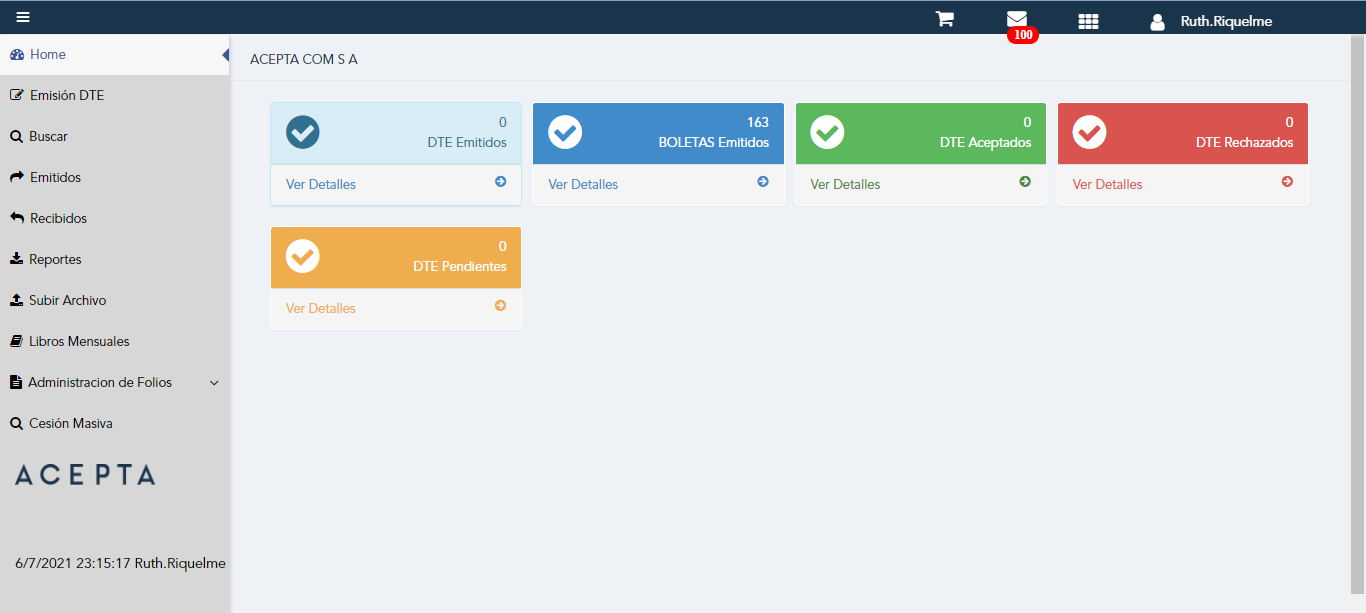 100
Ruth.Riquelme
Home
Emisión DTE
Buscar
Emitidos
Recibidos
Reportes
Subir Archivo
Libros Mensuales
Administracion de Folios
Cesión Masiva
ACEPTA
6/7/2021 23:15:17 Ruth.Riquelme
ACEPTA COM S A
0
DTE Emitidos
Ver Detalles
163
BOLETAS Emitidos
Ver Detalles
0
DTE Aceptados
Ver Detalles
0
DTE Rechazados
Ver Detalles
0
DTE Pendientes
Ver Detalles